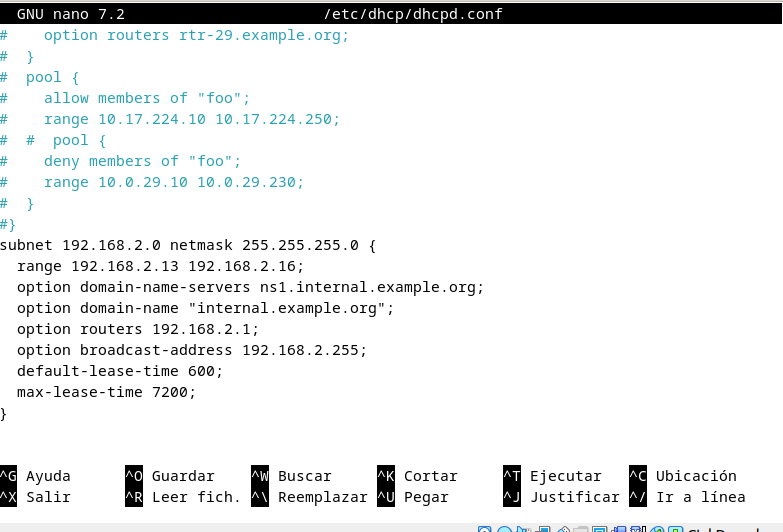 GNU nano 7.2 /etc/dhcp/dhcpd.conf
#    option routers rtr-29.example.org;
#  }
#  pool {
#    allow members of "foo";
#    range 10.17.224.10 10.17.224.250;
#  #  pool {
#    deny members of "foo";
#    range 10.0.29.10 10.0.29.230;
#  }
#}
subnet 192.168.2.0 netmask 255.255.255.0 {
  range 192.168.2.13 192.168.2.16;
  option domain-name-servers ns1.internal.example.org;
  option domain-name "internal.example.org";
  option routers 192.168.2.1;
  option broadcast-address 192.168.2.255;
  default-lease-time 600;
  max-lease-time 7200;
}
^G Ayuda ^O Guardar ^W Buscar ^K Cortar ^T Ejecutar ^C Ubicación
^X Salir ^R Leer fich. ^\ Reemplazar ^U Pegar ^J Justificar ^/ Ir a línea